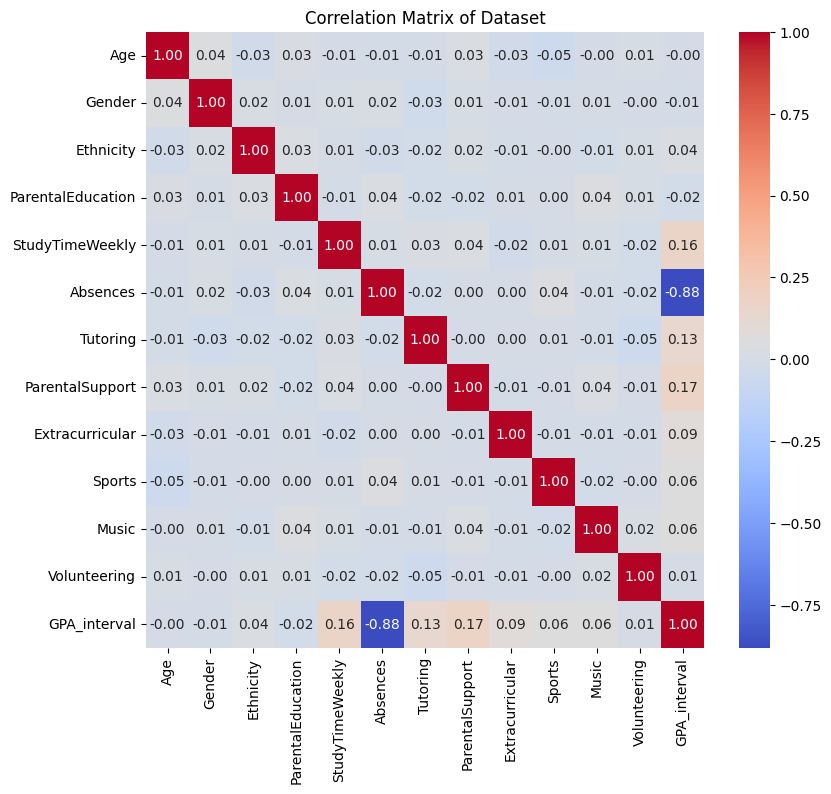 Correlation Matrix of Dataset
Age 1.00 0.04 -0.03 0.03 -0.01 -0.01 -0.01 0.03 -0.03 -0.05 -0.00 0.01 -0.00
Gender 0.04 1.00 0.02 0.01 0.01 0.02 -0.03 0.01 -0.01 -0.01 0.01 -0.00 -0.01
Ethnicity -0.03 0.02 1.00 0.03 0.01 -0.03 -0.02 0.02 -0.01 -0.00 -0.01 0.01 0.04
ParentalEducation 0.03 0.01 0.03 1.00 -0.01 0.04 -0.02 -0.02 0.01 0.00 0.04 0.01 -0.02
StudyTimeWeekly -0.01 0.01 0.01 -0.01 1.00 0.01 0.03 0.04 -0.02 0.01 0.01 -0.02 0.16
Absences -0.01 0.02 -0.03 0.04 0.01 1.00 -0.02 0.00 0.00 0.04 -0.01 -0.02 -0.88
Tutoring -0.01 -0.03 -0.02 -0.02 0.03 -0.02 1.00 -0.00 0.00 0.01 -0.01 -0.05 0.13
ParentalSupport 0.03 0.01 0.02 -0.02 0.04 0.00 -0.00 1.00 -0.01 -0.01 0.04 -0.01 0.17
Extracurricular -0.03 -0.01 -0.01 0.01 -0.02 0.00 0.00 -0.01 1.00 -0.01 -0.01 -0.01 0.09
Sports -0.05 -0.01 -0.00 0.00 0.01 0.04 0.01 -0.01 -0.01 1.00 -0.02 -0.00 0.06
Music -0.00 0.01 -0.01 0.04 0.01 -0.01 -0.01 0.04 -0.01 -0.02 1.00 0.02 0.06
Volunteering 0.01 -0.00 0.01 0.01 -0.02 -0.02 -0.05 -0.01 -0.01 -0.00 0.02 1.00 0.01
GPA_interval -0.00 -0.01 0.04 -0.02 0.16 -0.88 0.13 0.17 0.09 0.06 0.06 0.01 1.00
Age
Gender
Ethnicity
ParentalEducation
StudyTimeWeekly
Absences
Tutoring
ParentalSupport
Extracurricular
Sports
Music
Volunteering
GPA_interval
1.00
0.75
0.50
0.25
0.00
−0.25
−0.50
−0.75